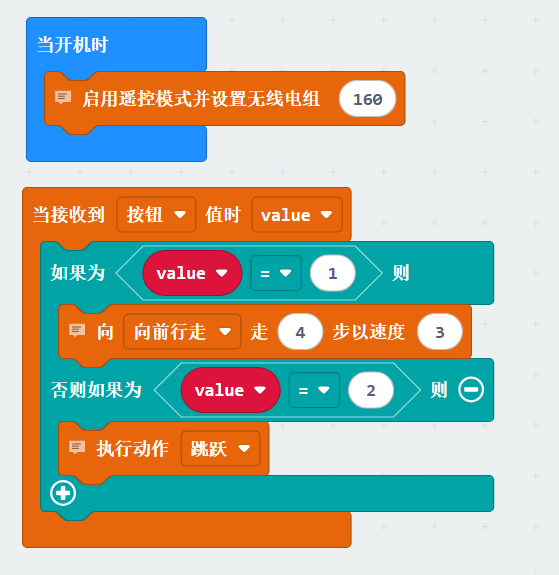 当开机时
启用遥控模式并设置无线电组 160
当接收到 按钮 值时 value
如果为 value = 1 则
向 向前行走 走 4 步以速度 3
否则如果为 value = 2 则
执行动作 跳跃